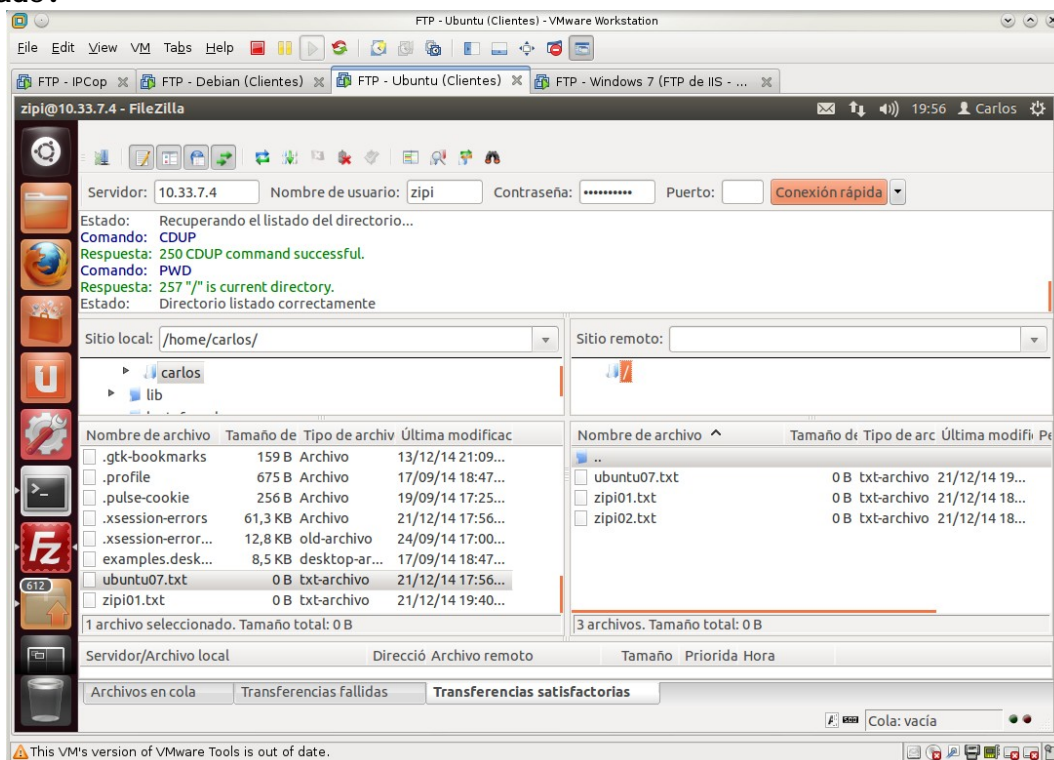 FTP - Ubuntu (Clientes) - VMware Workstation
File Edit View VM Tabs Help
FTP - IPCop FTP - Debian (Clientes) FTP - Ubuntu (Clientes) FTP - Windows 7 (FTP de IIS - ...
zipi@10.33.7.4 - FileZilla 19:56 Carlos
Servidor: 10.33.7.4 Nombre de usuario: zipi Contraseña: •••••••••• Puerto: Conexión rápida
Estado: Recuperando el listado del directorio...
Comando: CDUP
Respuesta: 250 CDUP command successful.
Comando: PWD
Respuesta: 257 "/" is current directory.
Estado: Directorio listado correctamente
Sitio local: /home/carlos/ Sitio remoto:
carlos /
lib
Nombre de archivo Tamaño de Tipo de archiv Última modificac Nombre de archivo Tamaño de Tipo de arc Última modifi Pe
.gtk-bookmarks 159 B Archivo 13/12/14 21:09... ..
.profile 675 B Archivo 17/09/14 18:47... ubuntu07.txt 0 B txt-archivo 21/12/14 19...
.pulse-cookie 256 B Archivo 19/09/14 17:25... zipi01.txt 0 B txt-archivo 21/12/14 18...
.xsession-errors 61,3 KB Archivo 21/12/14 17:56... zipi02.txt 0 B txt-archivo 21/12/14 18...
.xsession-error... 12,8 KB old-archivo 24/09/14 17:00...
examples.desk... 8,5 KB desktop-ar... 17/09/14 18:47...
ubuntu07.txt 0 B txt-archivo 21/12/14 17:56...
612
zipi01.txt 0 B txt-archivo 21/12/14 19:40...
1 archivo seleccionado. Tamaño total: 0 B 3 archivos. Tamaño total: 0 B
Servidor/Archivo local Direcció Archivo remoto Tamaño Priorida Hora
Archivos en cola Transferencias fallidas Transferencias satisfactorias
Cola: vacía
This VM's version of VMware Tools is out of date.